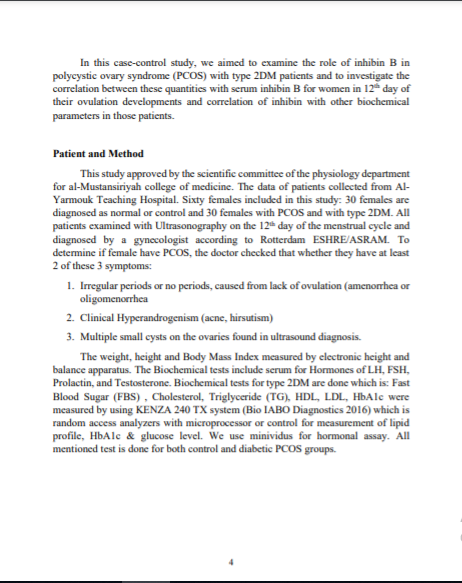 In this case-control study, we aimed to examine the role of inhibin B in
polycystic ovary syndrome (PCOS) with type 2DM patients and to investigate the
correlation between these quantities with serum inhibin B for women in 12th day of
their ovulation developments and correlation of inhibin with other biochemical
parameters in those patients.
Patient and Method
This study approved by the scientific committee of the physiology department
for al-Mustansiriyah college of medicine. The data of patients collected from Al-
Yarmouk Teaching Hospital. Sixty females included in this study: 30 females are
diagnosed as normal or control and 30 females with PCOS and with type 2DM. All
patients examined with Ultrasonography on the 12th day of the menstrual cycle and
diagnosed by a gynecologist according to Rotterdam ESHRE/ASRAM. To
determine if female have PCOS, the doctor checked that whether they have at least
2 of these 3 symptoms:
1. Irregular periods or no periods, caused from lack of ovulation (amenorrhea or
oligomenorrhea
2. Clinical Hyperandrogenism (acne, hirsutism)
3. Multiple small cysts on the ovaries found in ultrasound diagnosis.
The weight, height and Body Mass Index measured by electronic height and
balance apparatus. The Biochemical tests include serum for Hormones of LH, FSH,
Prolactin, and Testosterone. Biochemical tests for type 2DM are done which is: Fast
Blood Sugar (FBS) , Cholesterol, Triglyceride (TG), HDL, LDL, HbA1c were
measured by using KENZA 240 TX system (Bio IABO Diagnostics 2016) which is
random access analyzers with microprocessor or control for measurement of lipid
profile, HbA1c & glucose level. We use minividus for hormonal assay. All
mentioned test is done for both control and diabetic PCOS groups.
4